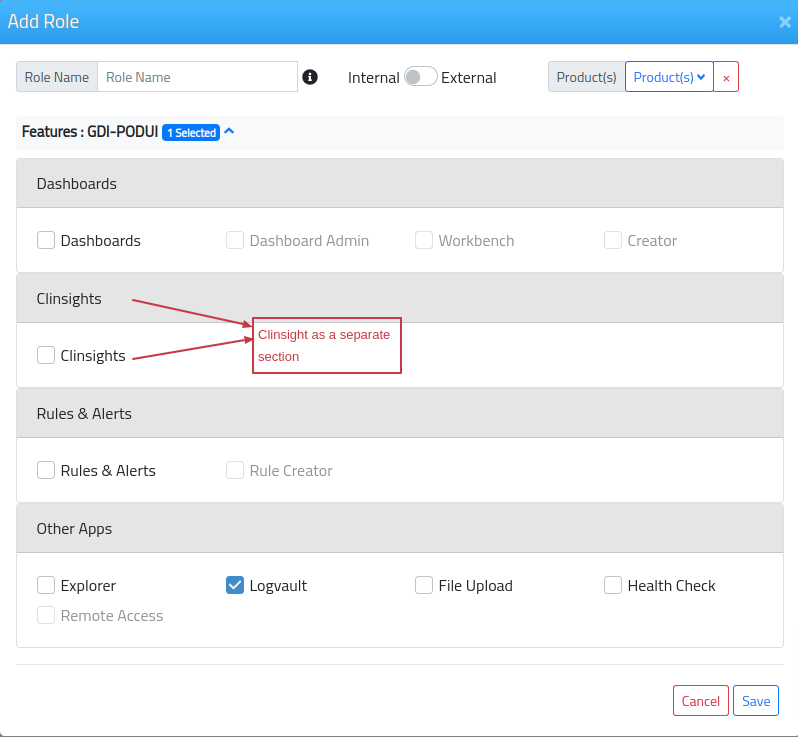 Add Role ×
Role Name Role Name Internal External Product(s) Product(s) ×
Features : GDI-PODUI 1 Selected
Dashboards
Dashboards Dashboard Admin Workbench Creator
Clinsights
Clinsight as a separate
section
Clinsights
Rules & Alerts
Rules & Alerts Rule Creator
Other Apps
Explorer Logvault File Upload Health Check
Remote Access
Cancel Save